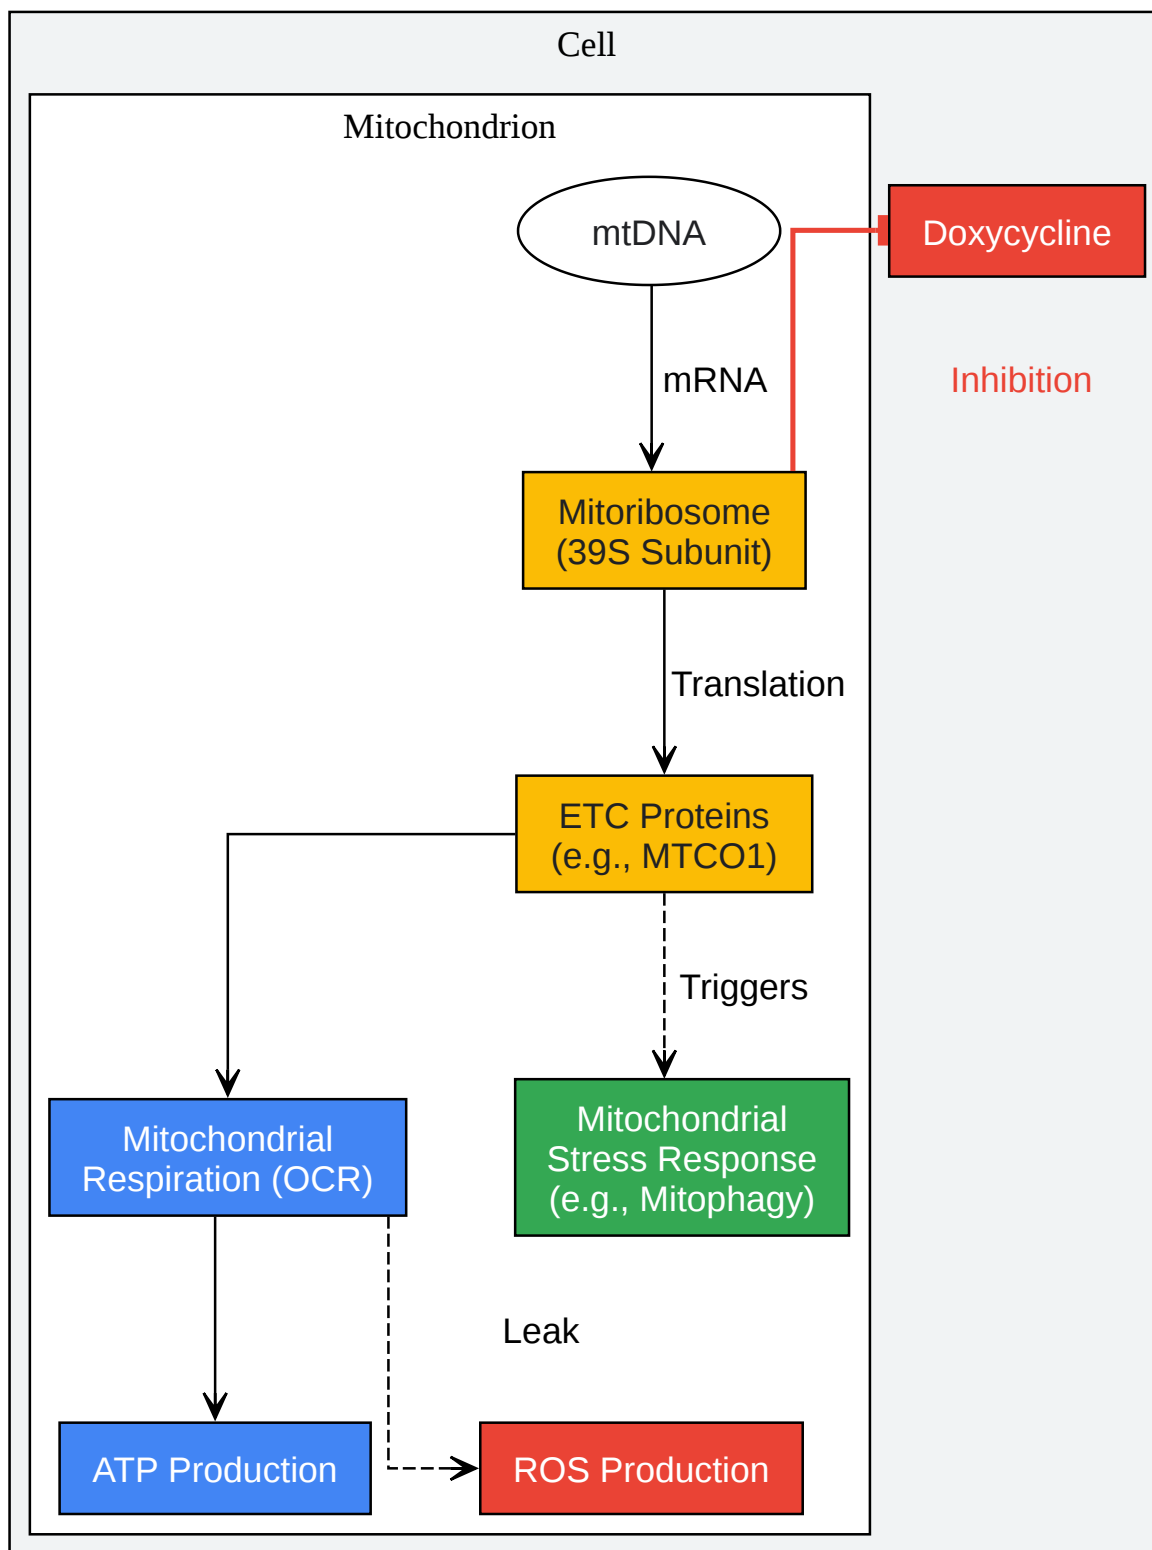 Cell
Mitochondrion
mtDNA
Doxycycline
mRNA
Inhibition
Mitoribosome
(39S Subunit)
Translation
ETC Proteins
(e.g., MTCO1)
Triggers
Mitochondrial
Respiration (OCR)
Mitochondrial
Stress Response
(e.g., Mitophagy)
Leak
ATP Production
ROS Production